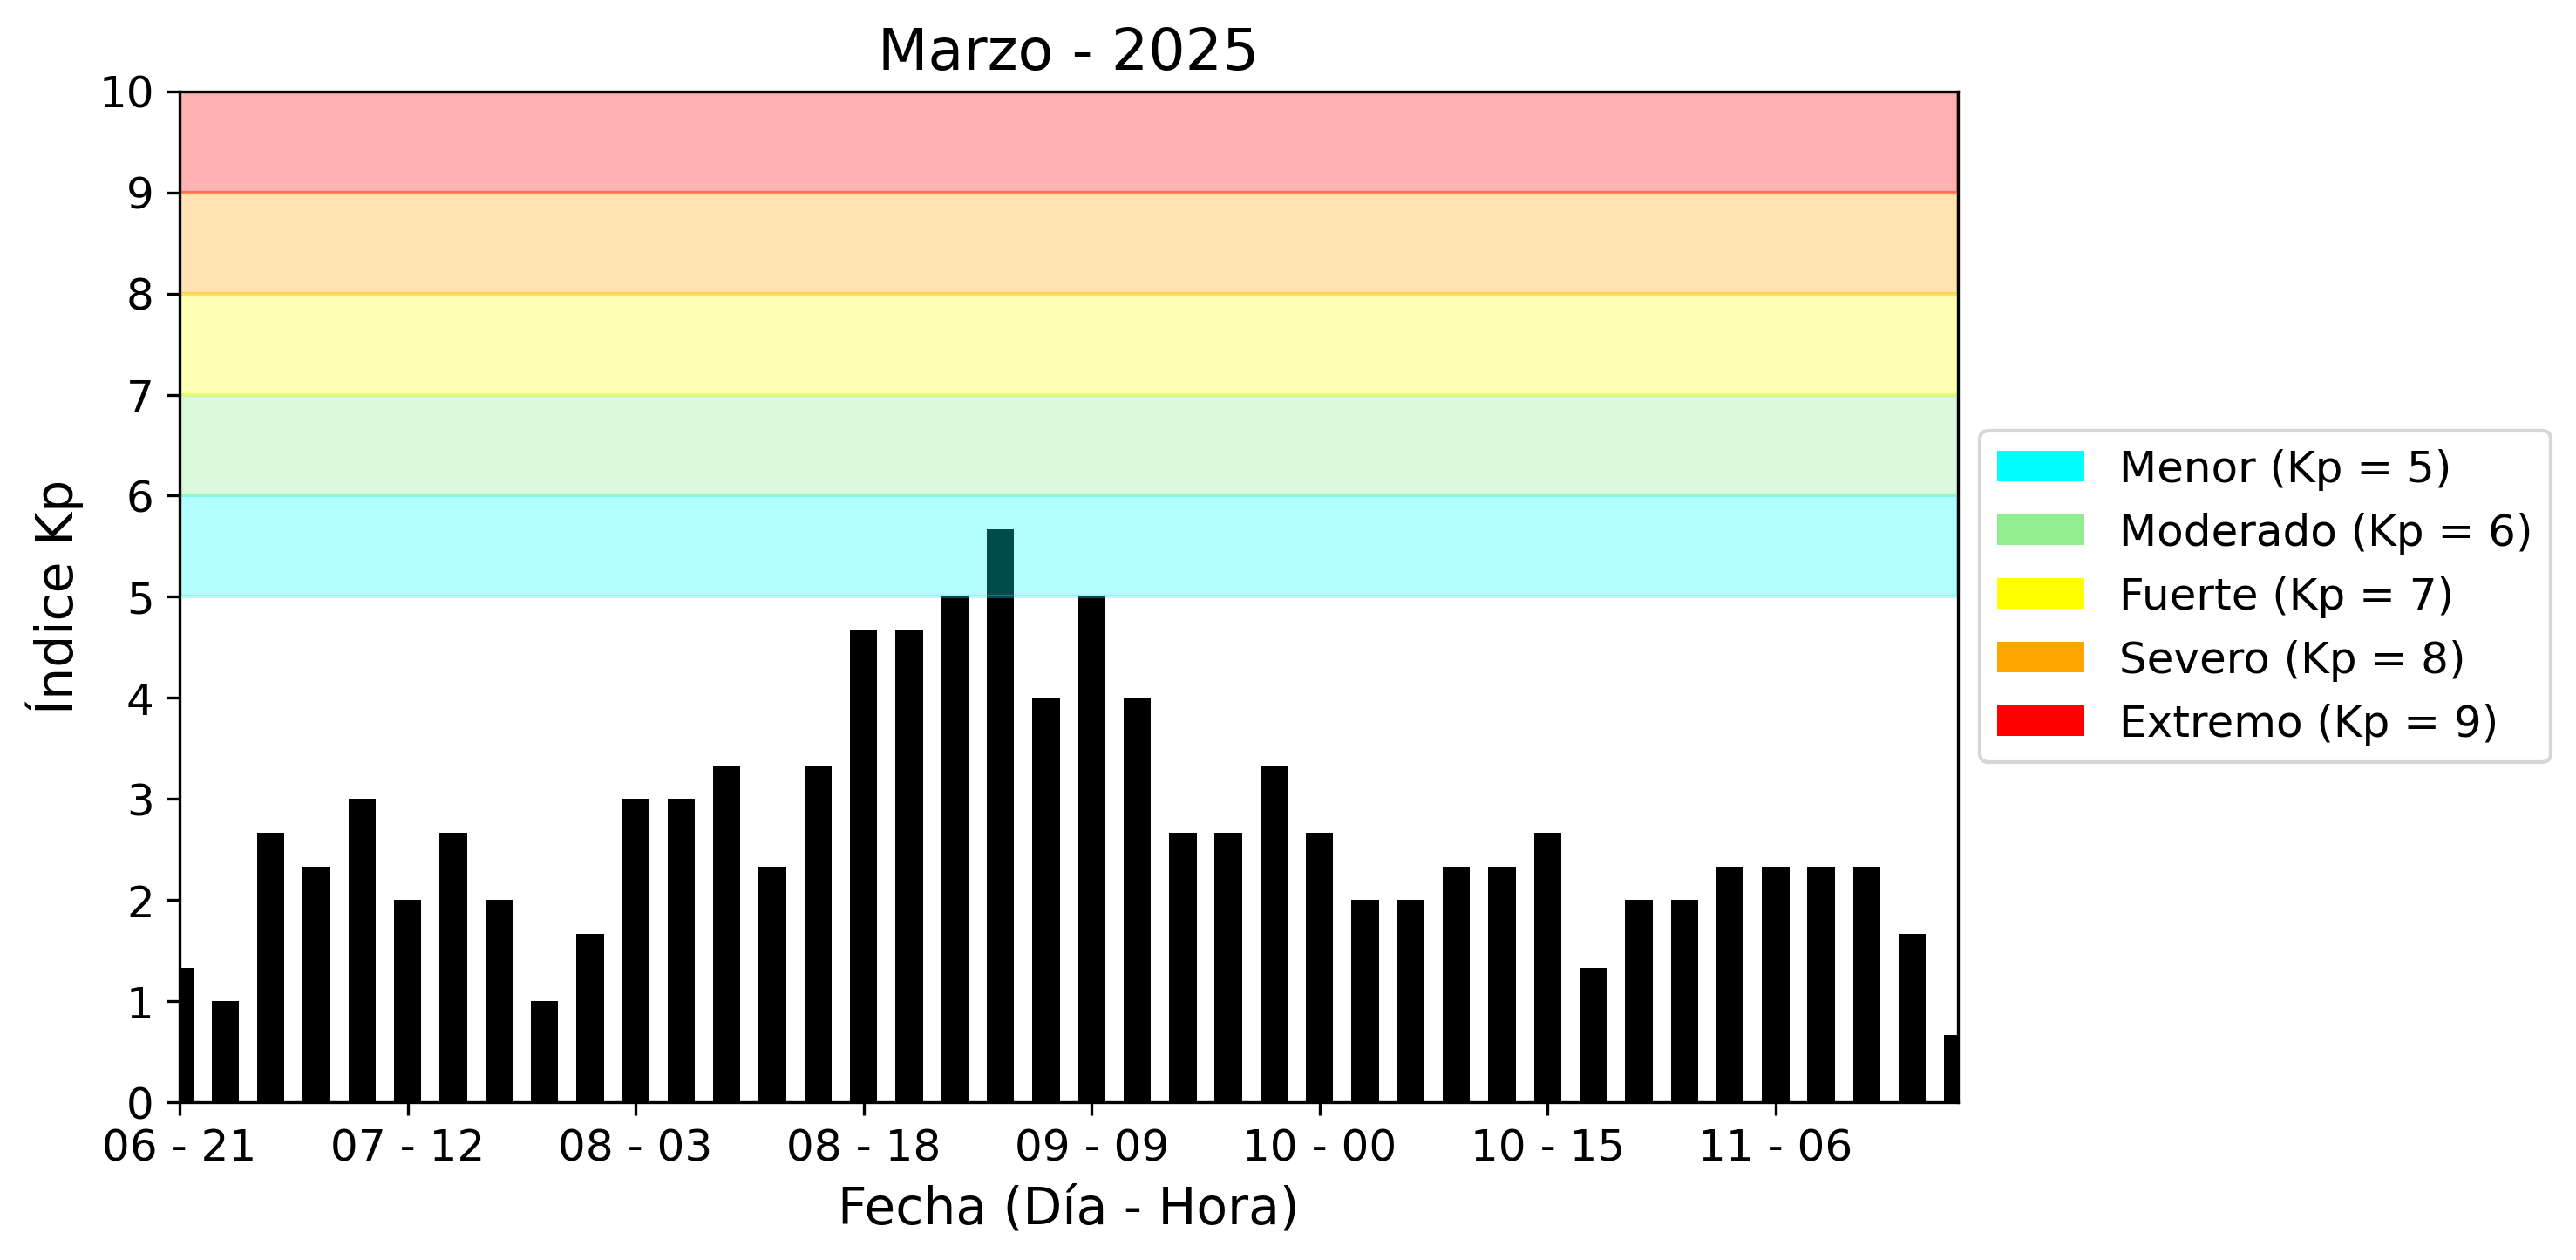 Marzo - 2025
Índice Kp
10
9
8
7
6
5
4
3
2
1
0
06 - 21
07 - 12
08 - 03
08 - 18
09 - 09
10 - 00
10 - 15
11 - 06
Fecha (Día - Hora)
Menor (Kp = 5)
Moderado (Kp = 6)
Fuerte (Kp = 7)
Severo (Kp = 8)
Extremo (Kp = 9)